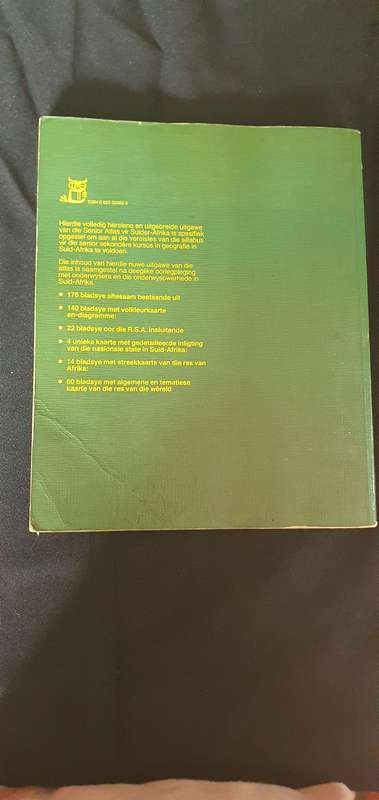 ISBN 0 620
Hierdie volledig hersiene en uitgebreide uitgawe
van die Senior Atlas vir Suider-Afrika is spesifiek
opgestel om aan al die vereistes van die sillabus
vir die senior sekondêre kursus in geografie in
Suid-Afrika te voldoen.
Die inhoud van hierdie nuwe uitgawe van die
atlas is saamgestel na deeglike oorlegpleging
met onderwysers en die onderwysowerhede in
Suid-Afrika.
176 bladsye altesaam bestaande uit
140 bladsye met volkleurkaarte
en-diagramme:
22 bladsye oor die R.S.A. insluitende
4 unieke kaarte met gedetailleerde inligting
van die nasionale state in Suid-Afrika:
14 bladsye met streekkaarte van die res van
Afrika:
60 bladsye met algemene en tematiese
kaarte van die res van die wêreld